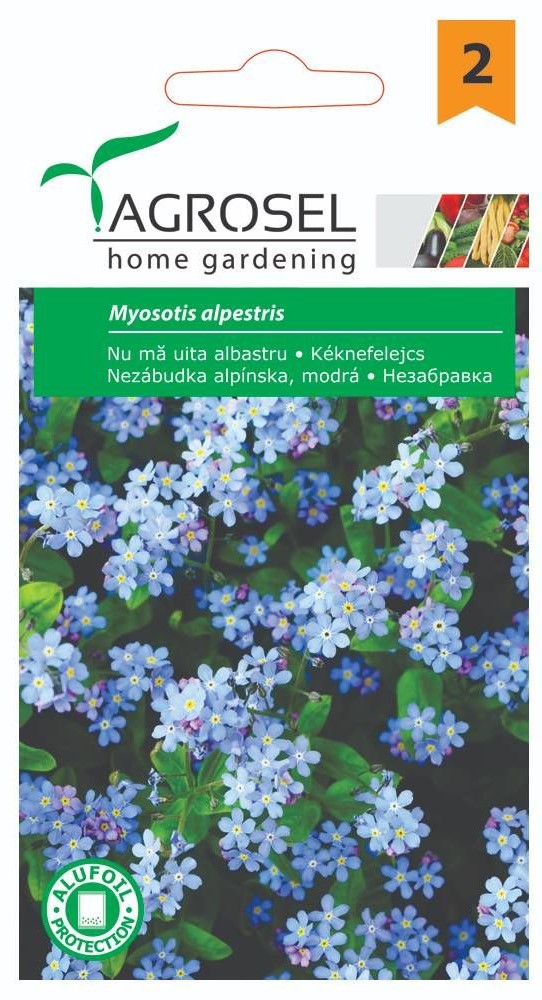 2
AGROSEL
home gardening
Myosotis alpestris
Nu mă uita albastru • Kéknefelejcs
Nezábudka alpínska, modrá • Незабравка
ALUFOIL
PROTECTION